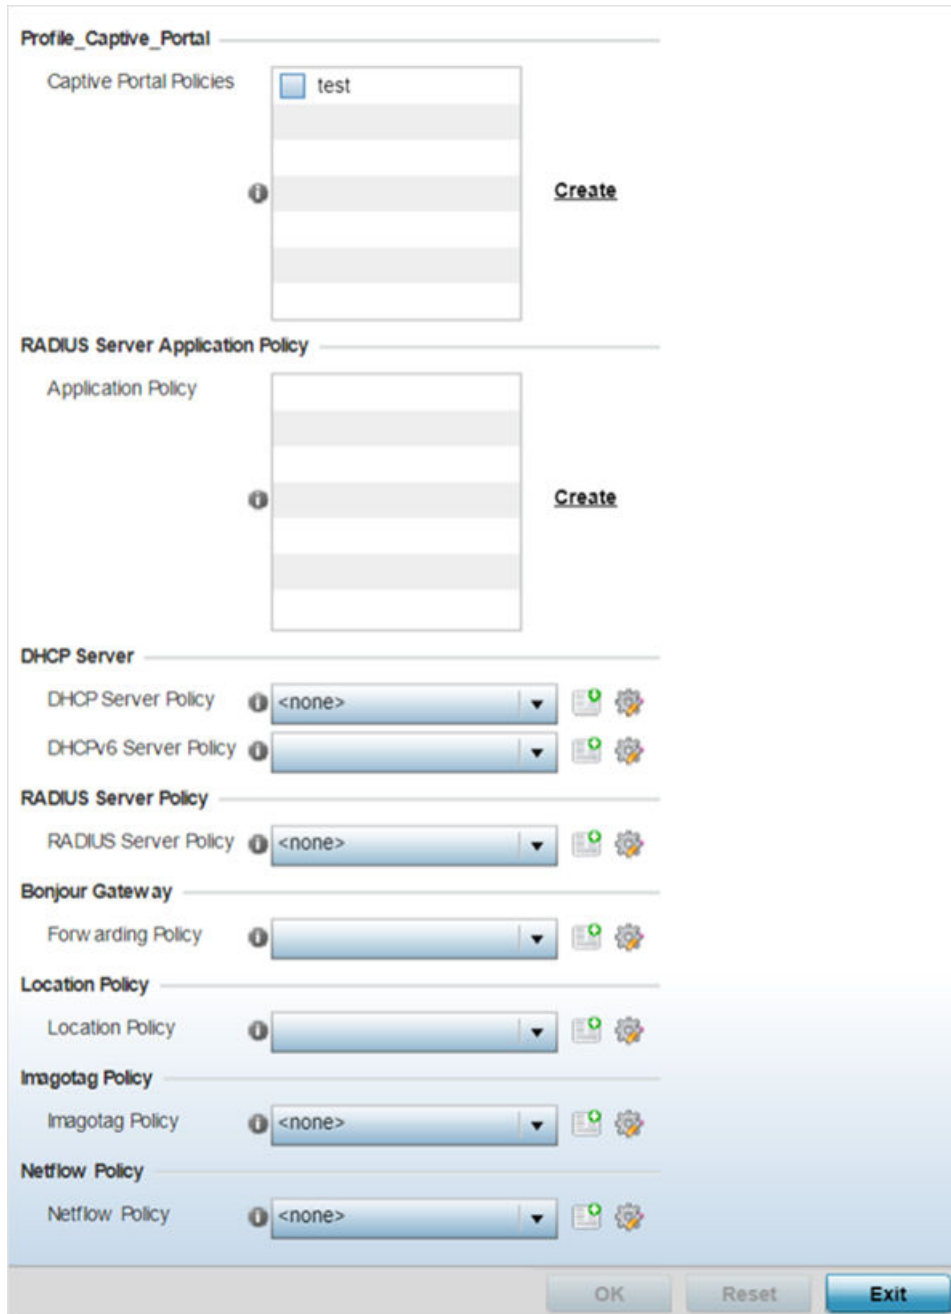 Profile_Captive_Portal
Captive Portal Policies
test
Create
RADIUS Server Application Policy
Application Policy
Create
DHCP Server
DHCP Server Policy <none>
DHCPv6 Server Policy
RADIUS Server Policy
RADIUS Server Policy <none>
Bonjour Gateway
Forwarding Policy
Location Policy
Location Policy
Imagotag Policy
Imagotag Policy <none>
Netflow Policy
Netflow Policy <none>
OK Reset Exit